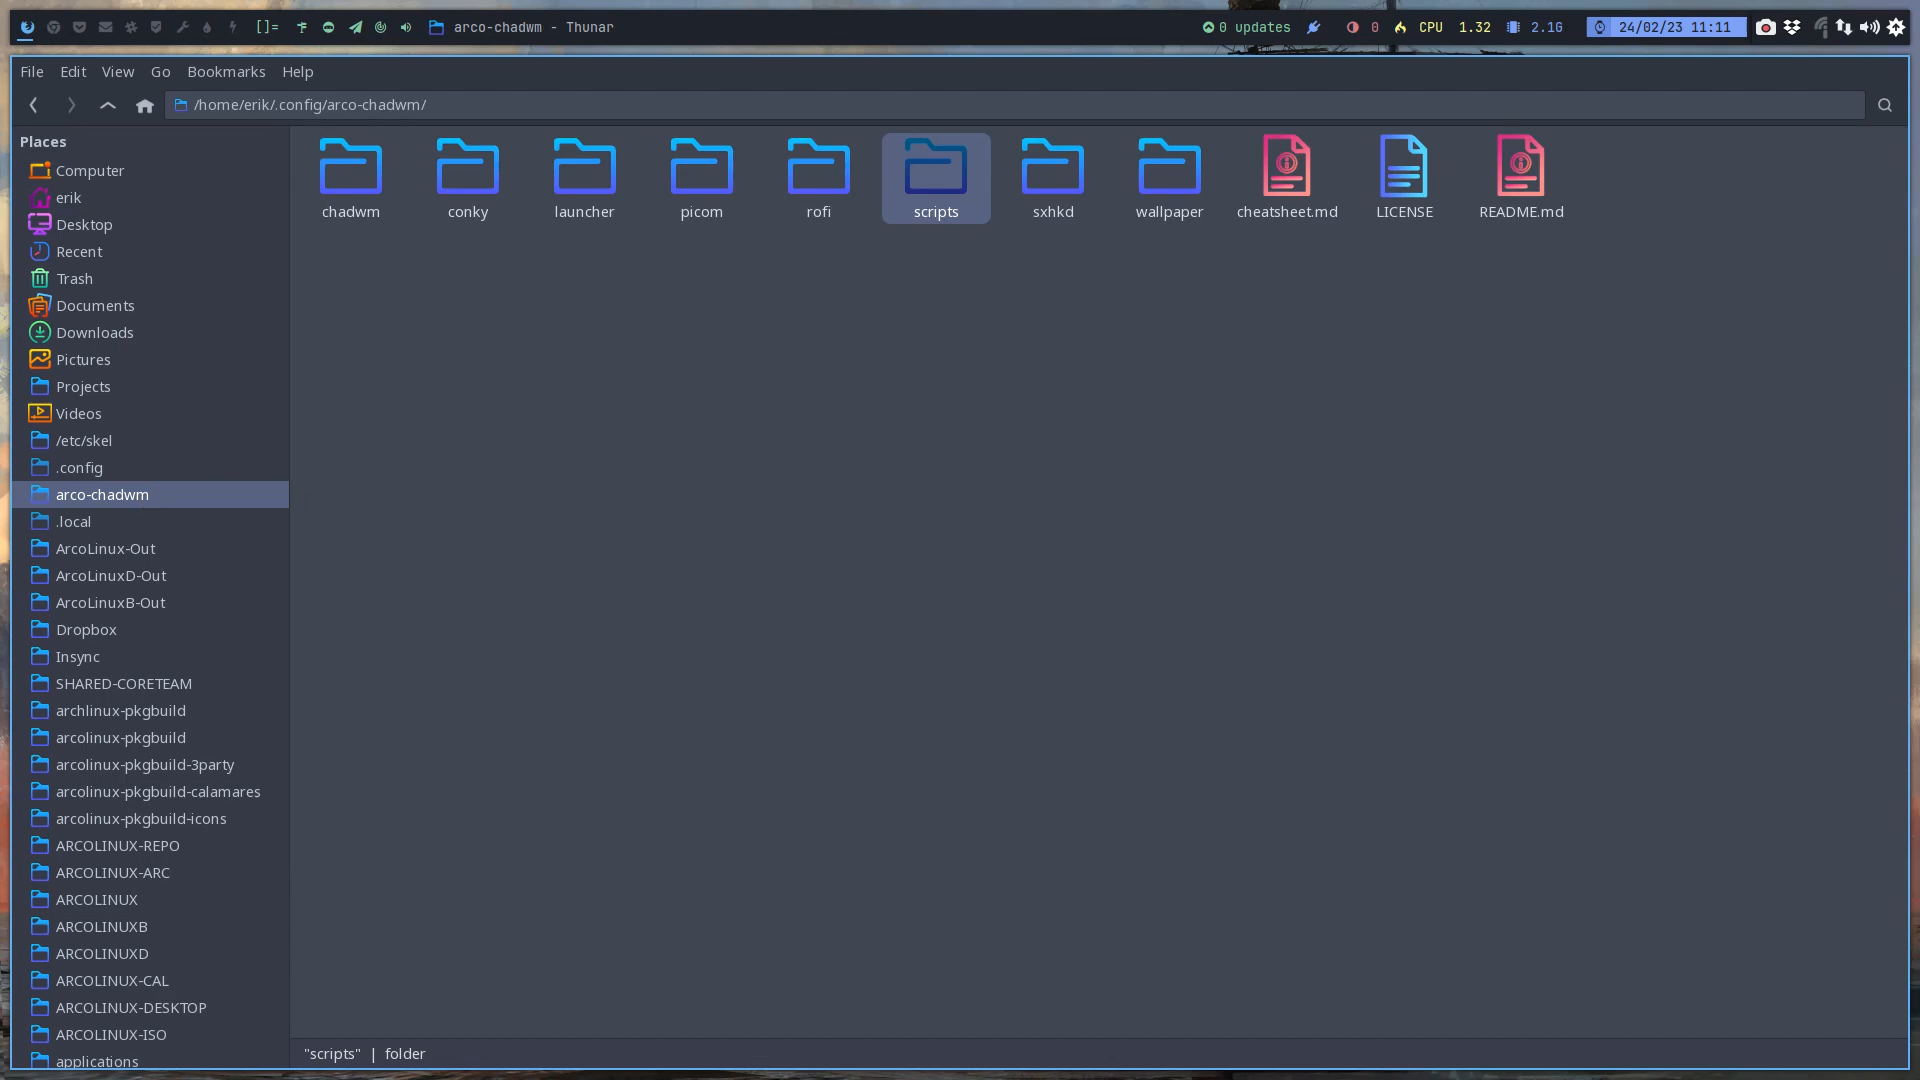 []= arco-chadwm - Thunar 0 updates 0 CPU 1.32 2.1G 24/02/23 11:11
File Edit View Go Bookmarks Help
/home/erik/.config/arco-chadwm/
Places
Computer
erik
Desktop
Recent
Trash
Documents
Downloads
Pictures
Projects
Videos
/etc/skel
.config
arco-chadwm
.local
ArcoLinux-Out
ArcoLinuxD-Out
ArcoLinuxB-Out
Dropbox
Insync
SHARED-CORETEAM
archlinux-pkgbuild
arcolinux-pkgbuild
arcolinux-pkgbuild-3party
arcolinux-pkgbuild-calamares
arcolinux-pkgbuild-icons
ARCOLINUX-REPO
ARCOLINUX-ARC
ARCOLINUX
ARCOLINUXB
ARCOLINUXD
ARCOLINUX-CAL
ARCOLINUX-DESKTOP
ARCOLINUX-ISO
applications
chadwm conky launcher picom rofi scripts sxhkd wallpaper cheatsheet.md LICENSE README.md
"scripts" | folder